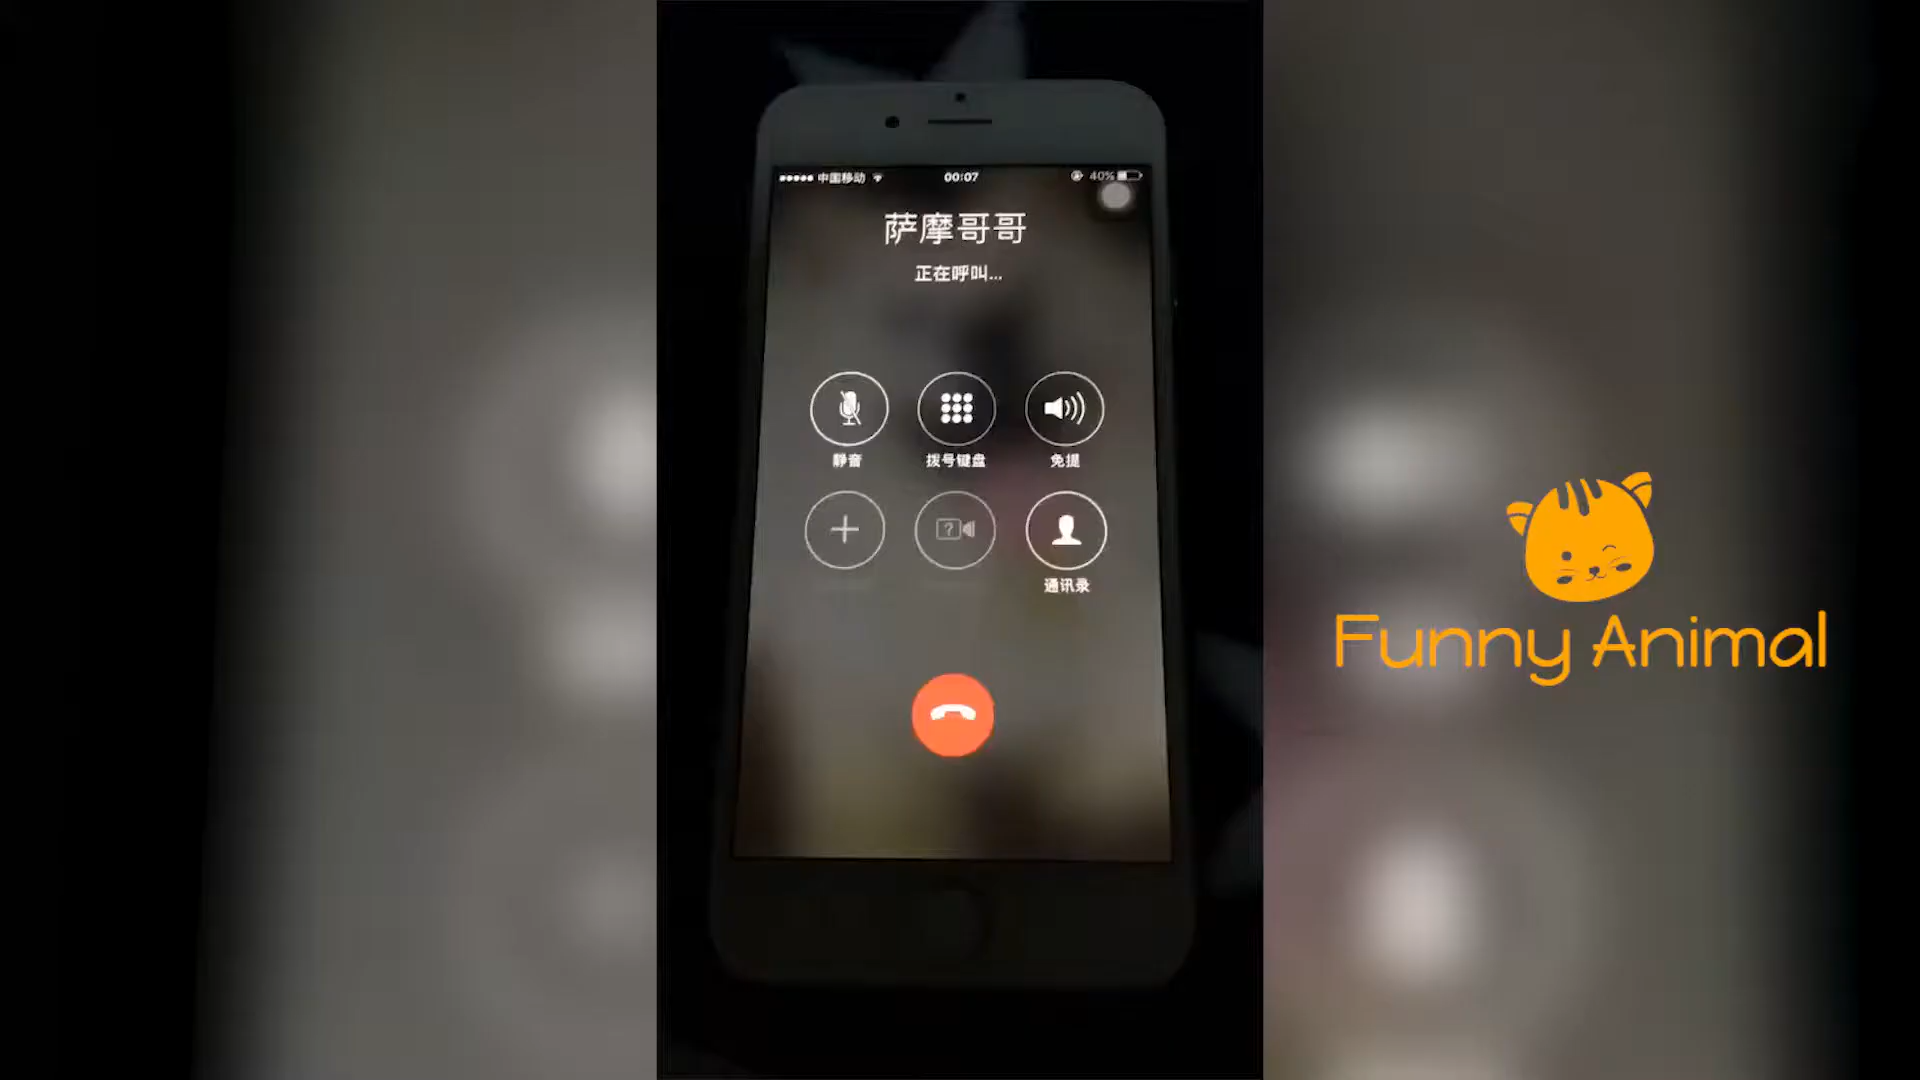 中国移动 00:07 40%
萨摩哥哥
正在呼叫...
静音 拨号键盘 免提
通讯录
Funny Animal